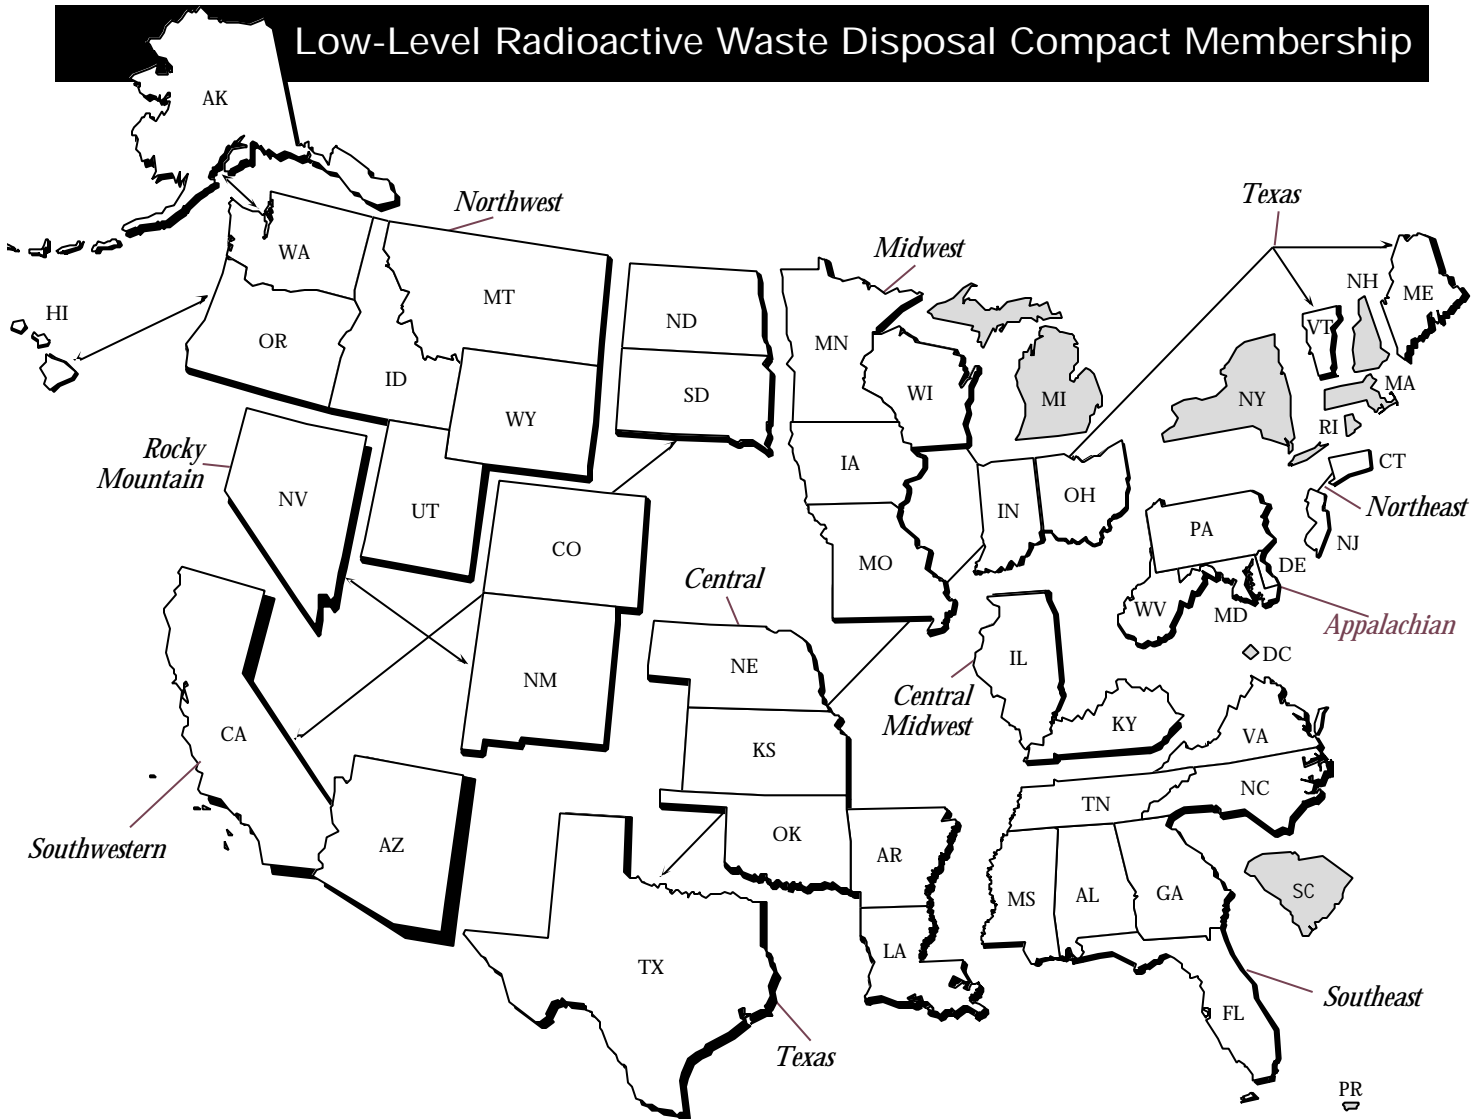 Low-Level Radioactive Waste Disposal Compact Membership
AK
Northwest
Texas
WA
Midwest
NH
ME
MT
HI
ND
VT
OR
MN
ID
SD
WI
MI
NY
MA
WY
RI
Rocky
Mountain
IA
CT
NV
UT
IN
OH
Northeast
PA
NJ
CO
MO
DE
Central
WV
MD
Appalachian
DC
NE
IL
NM
Central
Midwest
KY
CA
KS
VA
NC
TN
OK
Southwestern
AZ
AR
MS
AL
GA
SC
LA
TX
Southeast
FL
Texas
PR